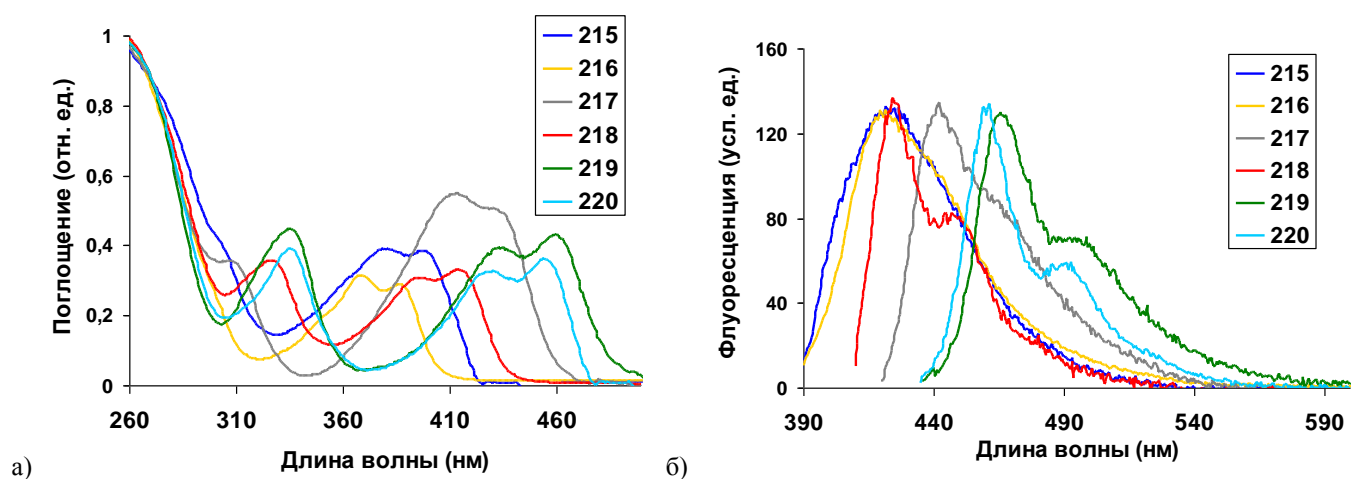 1
0,8
0,6
0,4
0,2
0
260 310 360 410 460
Поглощение (отн. ед.)
Длина волны (нм)
215
216
217
218
219
220
а)
160
120
80
40
0
390 440 490 540 590
Флуоресценция (усл. ед.)
Длина волны (нм)
215
216
217
218
219
220
б)